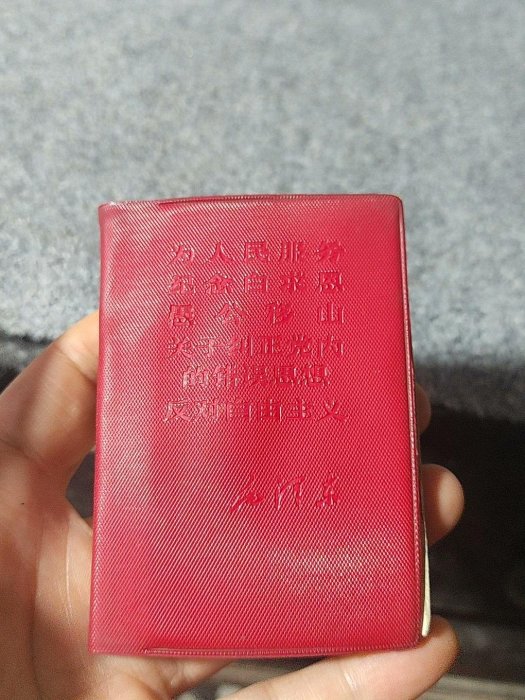 为人民服务
纪念白求恩
愚公移山
关于纠正党内
的错误思想
反对自由主义
毛泽东